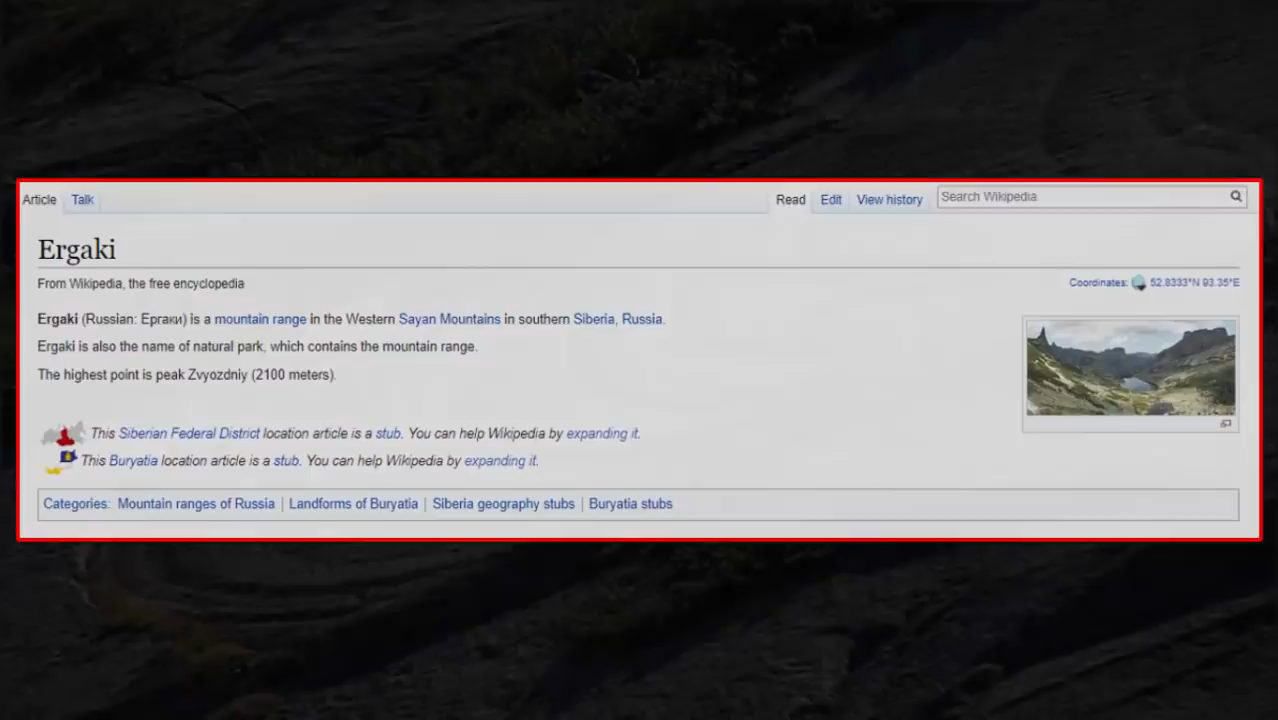 Article Talk Read Edit View history Search Wikipedia
Ergaki
From Wikipedia, the free encyclopedia
Coordinates: 52.8333°N 93.35°E
Ergaki (Russian: Ергаки) is a mountain range in the Western Sayan Mountains in southern Siberia, Russia.
Ergaki is also the name of natural park, which contains the mountain range.
The highest point is peak Zvyozdniy (2100 meters).
This Siberian Federal District location article is a stub. You can help Wikipedia by expanding it.
This Buryatia location article is a stub. You can help Wikipedia by expanding it.
Categories: Mountain ranges of Russia | Landforms of Buryatia | Siberia geography stubs | Buryatia stubs